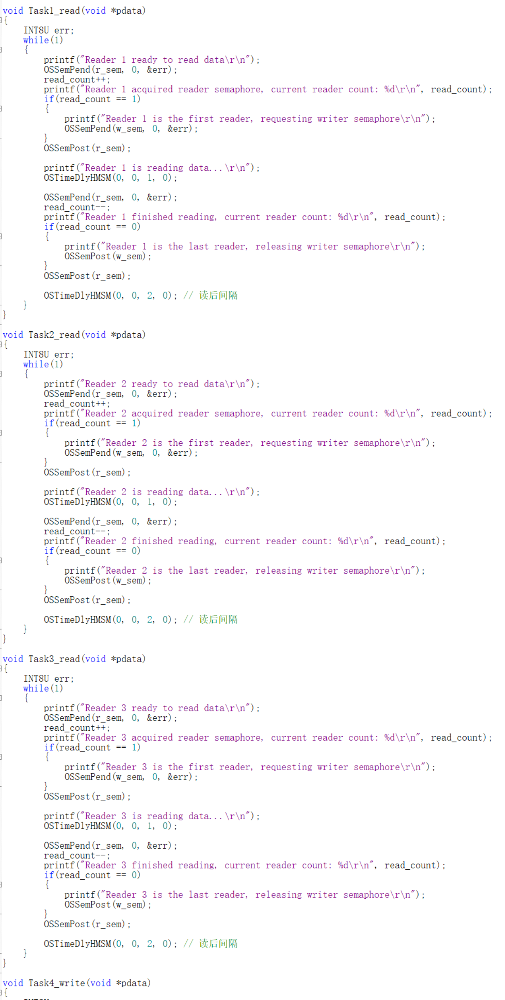 void Task1_read(void *pdata)
{
    INT8U err;
    while(1)
    {
        printf("Reader 1 ready to read data\r\n");
        OSSemPend(r_sem, 0, &err);
        read_count++;
        printf("Reader 1 acquired reader semaphore, current reader count: %d\r\n", read_count);
        if(read_count == 1)
        {
            printf("Reader 1 is the first reader, requesting writer semaphore\r\n");
            OSSemPend(w_sem, 0, &err);
        }
        OSSemPost(r_sem);

        printf("Reader 1 is reading data...\r\n");
        OSTimeDlyHMSM(0, 0, 1, 0);

        OSSemPend(r_sem, 0, &err);
        read_count--;
        printf("Reader 1 finished reading, current reader count: %d\r\n", read_count);
        if(read_count == 0)
        {
            printf("Reader 1 is the last reader, releasing writer semaphore\r\n");
            OSSemPost(w_sem);
        }
        OSSemPost(r_sem);

        OSTimeDlyHMSM(0, 0, 2, 0); // 读后间隔
    }
}

void Task2_read(void *pdata)
{
    INT8U err;
    while(1)
    {
        printf("Reader 2 ready to read data\r\n");
        OSSemPend(r_sem, 0, &err);
        read_count++;
        printf("Reader 2 acquired reader semaphore, current reader count: %d\r\n", read_count);
        if(read_count == 1)
        {
            printf("Reader 2 is the first reader, requesting writer semaphore\r\n");
            OSSemPend(w_sem, 0, &err);
        }
        OSSemPost(r_sem);

        printf("Reader 2 is reading data...\r\n");
        OSTimeDlyHMSM(0, 0, 1, 0);

        OSSemPend(r_sem, 0, &err);
        read_count--;
        printf("Reader 2 finished reading, current reader count: %d\r\n", read_count);
        if(read_count == 0)
        {
            printf("Reader 2 is the last reader, releasing writer semaphore\r\n");
            OSSemPost(w_sem);
        }
        OSSemPost(r_sem);

        OSTimeDlyHMSM(0, 0, 2, 0); // 读后间隔
    }
}

void Task3_read(void *pdata)
{
    INT8U err;
    while(1)
    {
        printf("Reader 3 ready to read data\r\n");
        OSSemPend(r_sem, 0, &err);
        read_count++;
        printf("Reader 3 acquired reader semaphore, current reader count: %d\r\n", read_count);
        if(read_count == 1)
        {
            printf("Reader 3 is the first reader, requesting writer semaphore\r\n");
            OSSemPend(w_sem, 0, &err);
        }
        OSSemPost(r_sem);

        printf("Reader 3 is reading data...\r\n");
        OSTimeDlyHMSM(0, 0, 1, 0);

        OSSemPend(r_sem, 0, &err);
        read_count--;
        printf("Reader 3 finished reading, current reader count: %d\r\n", read_count);
        if(read_count == 0)
        {
            printf("Reader 3 is the last reader, releasing writer semaphore\r\n");
            OSSemPost(w_sem);
        }
        OSSemPost(r_sem);

        OSTimeDlyHMSM(0, 0, 2, 0); // 读后间隔
    }
}

void Task4_write(void *pdata)
{